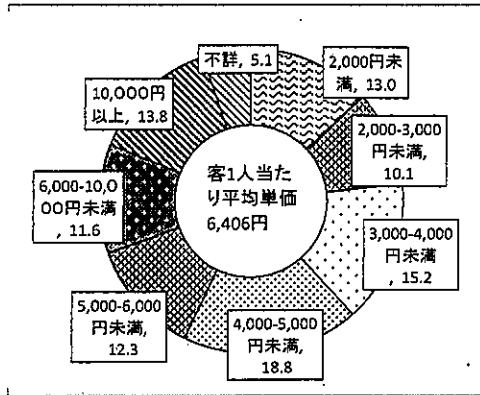 不詳, 5.1
2,000円未
満, 13.0
2,000-3,000
円未満,
10.1
3,000-4,000
円未満
, 15.2
4,000-5,000
円未満,
18.8
5,000-6,000
円未満,
12.3
6,000-10,0
00円未満
, 11.6
10,000円
以上, 13.8
客1人当た
り平均単価
6,406円